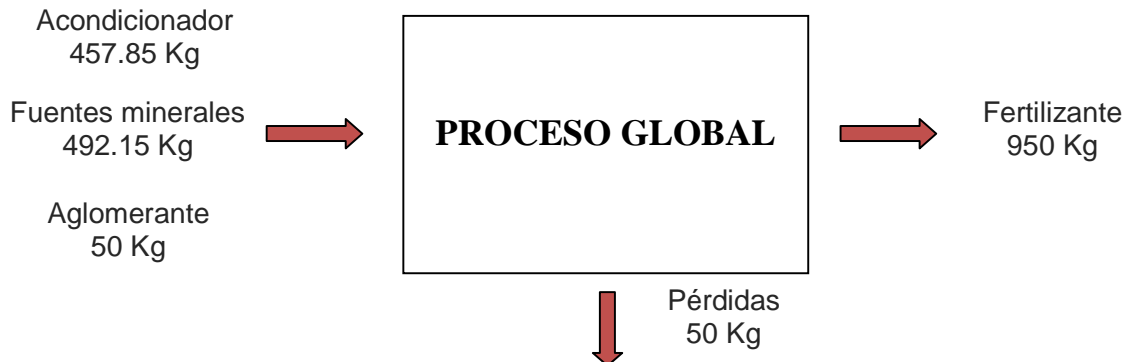 Acondicionador
457.85 Kg
Fuentes minerales
492.15 Kg
Aglomerante
50 Kg
PROCESO GLOBAL
Fertilizante
950 Kg
Pérdidas
50 Kg